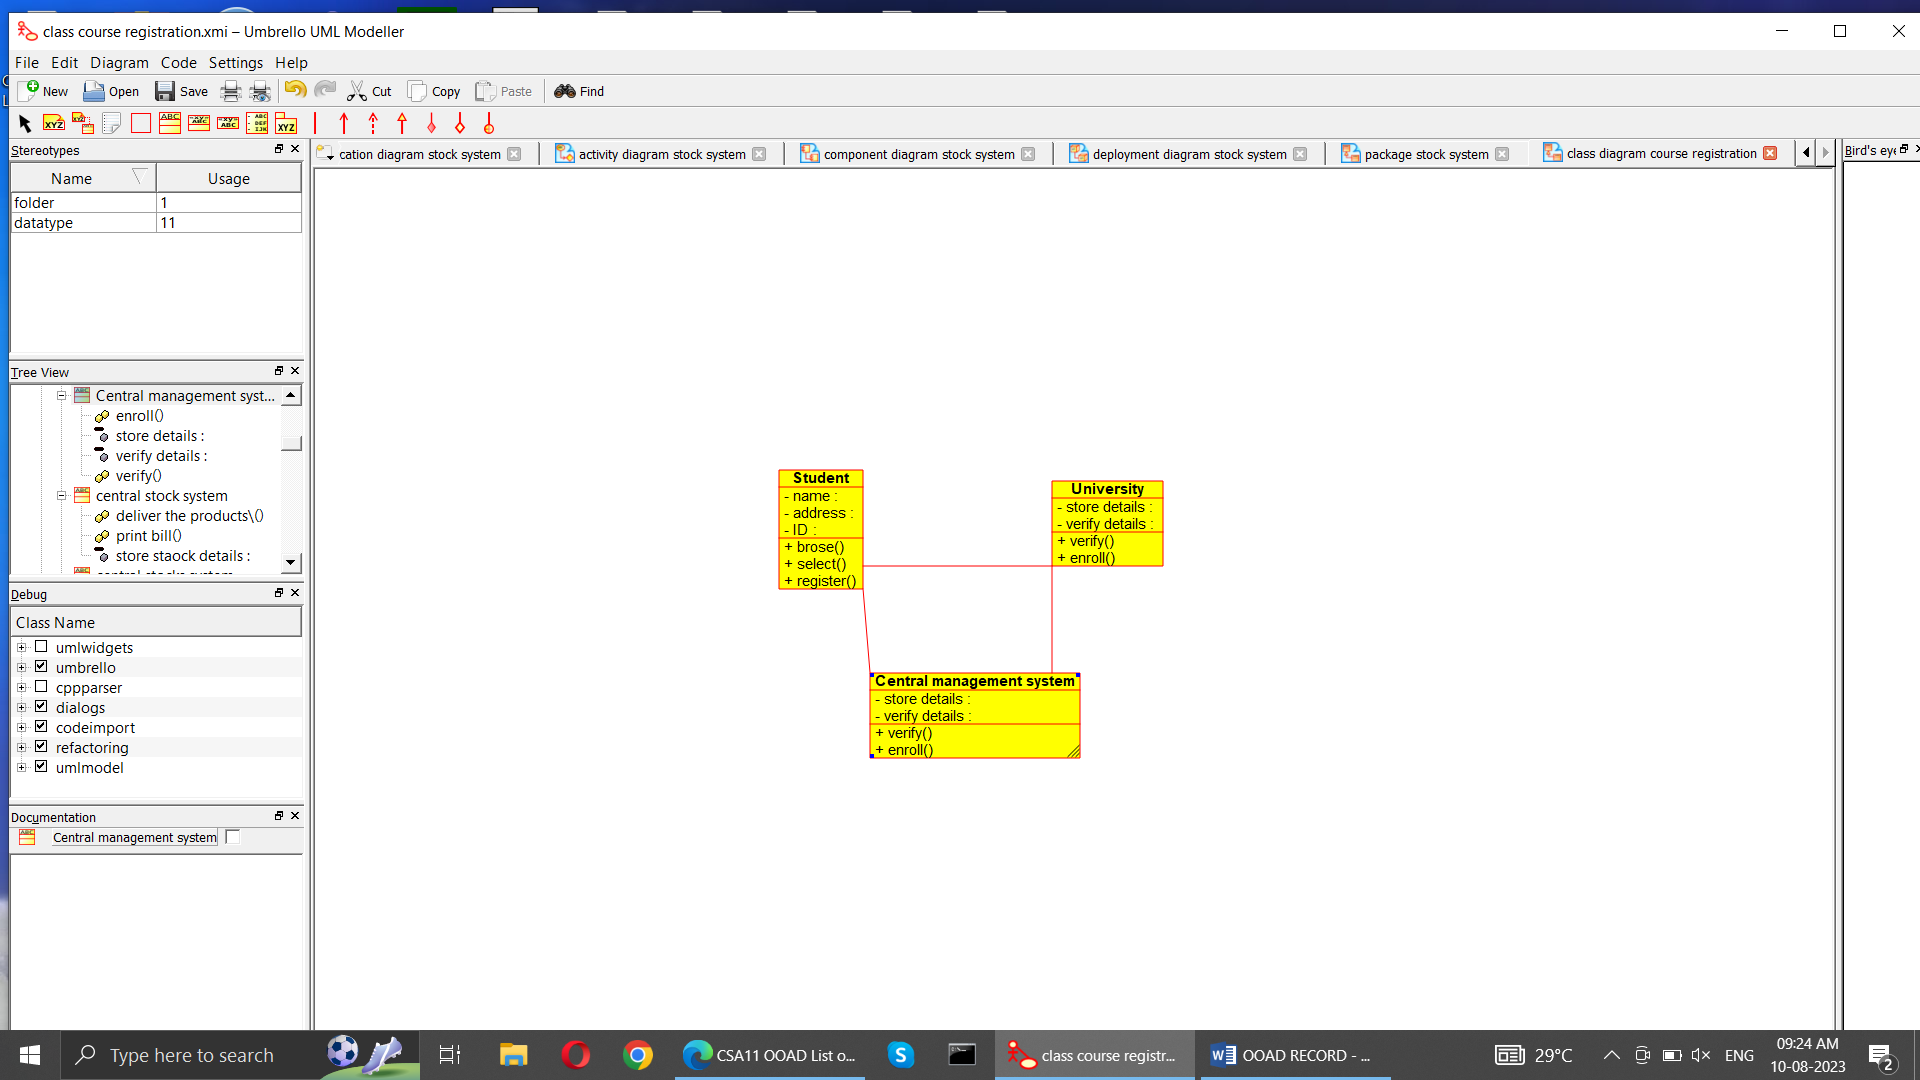 class course registration.xmi – Umbrello UML Modeller
File Edit Diagram Code Settings Help
New Open Save Cut Copy Paste Find
Stereotypes
Name Usage
folder 1
datatype 11
Tree View
Central management syst...
enroll()
store details :
verify details :
verify()
central stock system
deliver the products\()
print bill()
store staock details :
Debug
Class Name
umlwidgets
umbrello
cppparser
dialogs
codeimport
refactoring
umlmodel
Documentation
Central management system
cation diagram stock system
activity diagram stock system
component diagram stock system
deployment diagram stock system
package stock system
class diagram course registration
Bird's eye
Student
- name :
- address :
- ID :
+ brose()
+ select()
+ register()
University
- store details :
- verify details :
+ verify()
+ enroll()
Central management system
- store details :
- verify details :
+ verify()
+ enroll()
Type here to search
CSA11 OOAD List o...
class course registr...
OOAD RECORD - ...
29°C
ENG
09:24 AM
10-08-2023
2